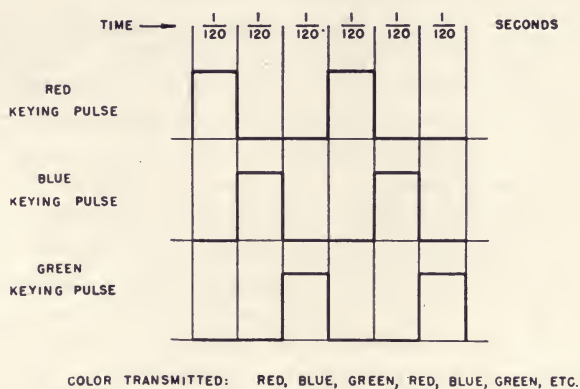 TIME → 1/120 1/120 1/120 1/120 1/120 1/120 SECONDS
RED
KEYING PULSE
BLUE
KEYING PULSE
GREEN
KEYING PULSE
COLOR TRANSMITTED: RED, BLUE, GREEN, RED, BLUE, GREEN, ETC.